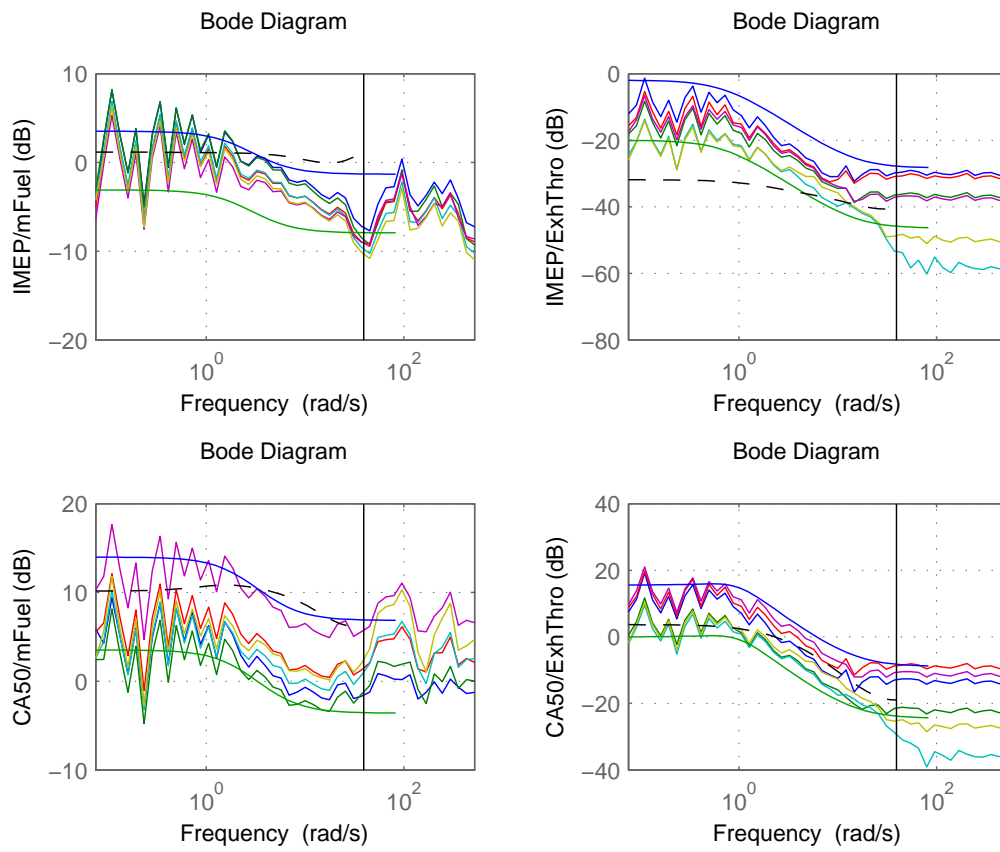 Bode Diagram
10
0
−10
−20
IMEP/mFuel (dB)
10^0
10^2
Frequency (rad/s)
Bode Diagram
0
−20
−40
−60
−80
IMEP/ExhThro (dB)
10^0
10^2
Frequency (rad/s)
Bode Diagram
20
10
0
−10
CA50/mFuel (dB)
10^0
10^2
Frequency (rad/s)
Bode Diagram
40
20
0
−20
−40
CA50/ExhThro (dB)
10^0
10^2
Frequency (rad/s)